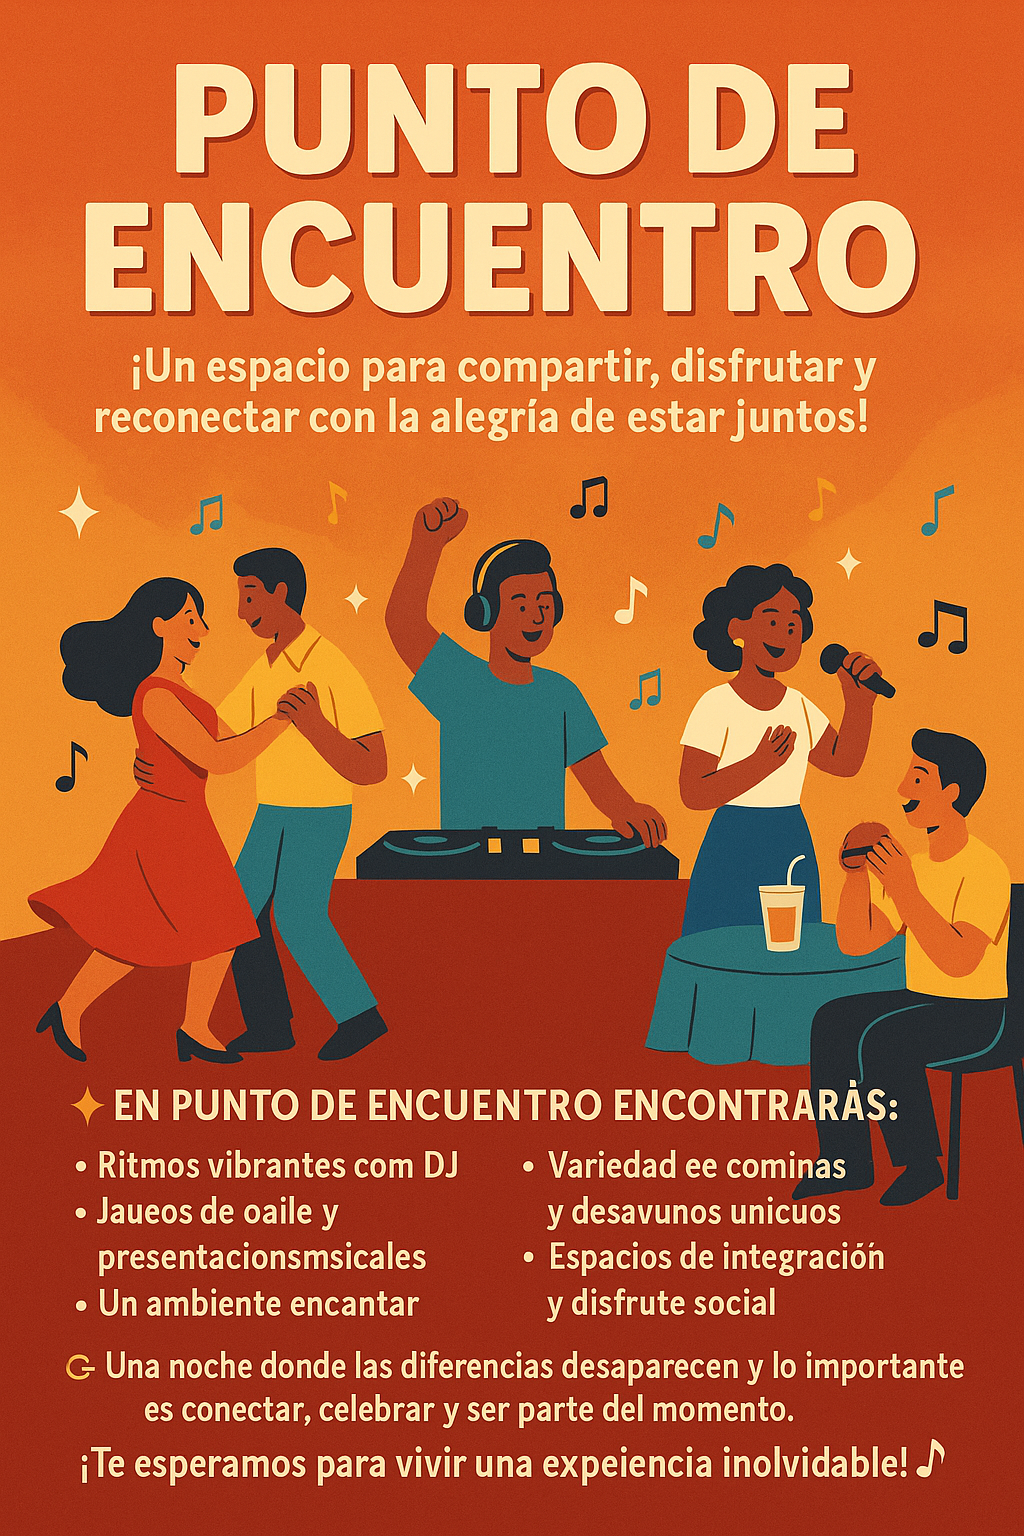 PUNTO DE
ENCUENTRO
¡Un espacio para compartir, disfrutar y
reconectar con la alegría de estar juntos!
EN PUNTO DE ENCUENTRO ENCONTRARÁS:
• Ritmos vibrantes com DJ
• Jaueos de oaile y
presentacionsmsicales
• Un ambiente encantar
• Variedad ee cominas
y desavunos unicuos
• Espacios de integración
y disfrute social
Una noche donde las diferencias desaparecen y lo importante
es conectar, celebrar y ser parte del momento.
¡Te esperamos para vivir una expeiencia inolvidable!